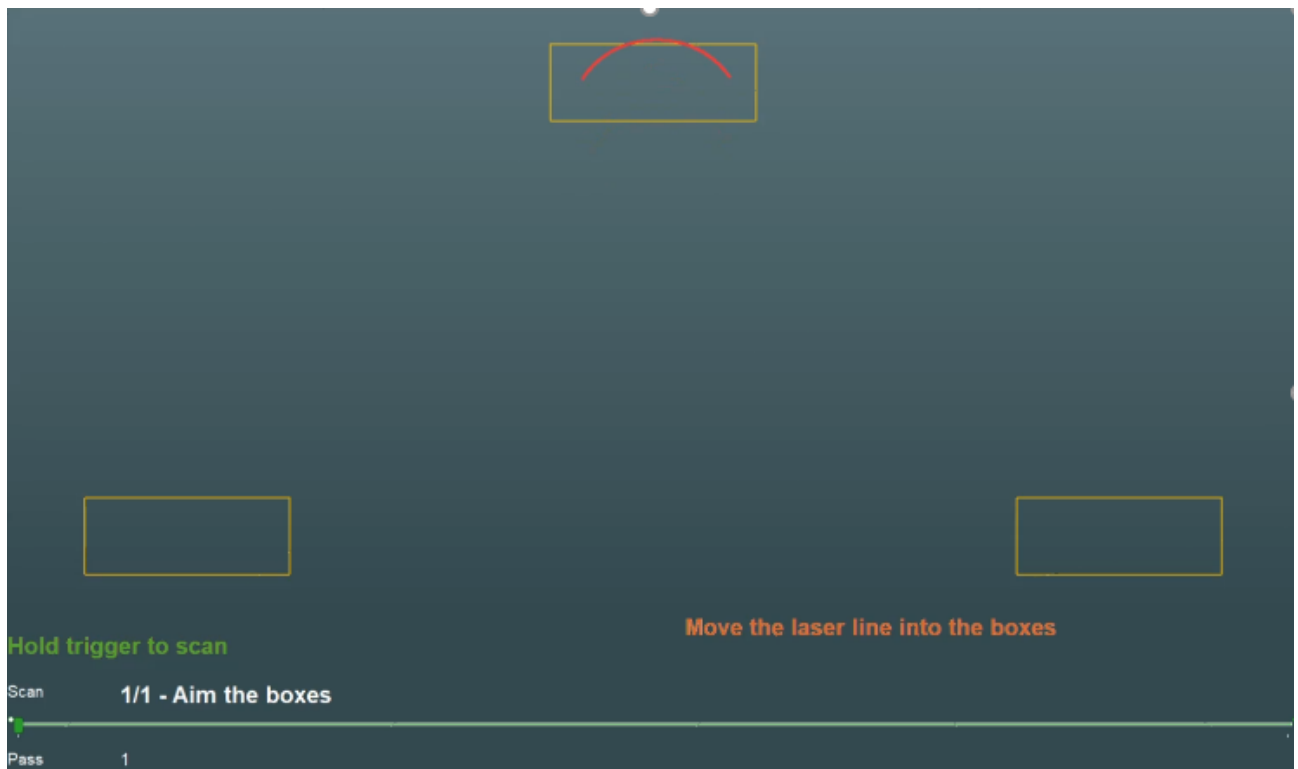 Move the laser line into the boxes
Hold trigger to scan
Scan 1/1 - Aim the boxes
Pass 1